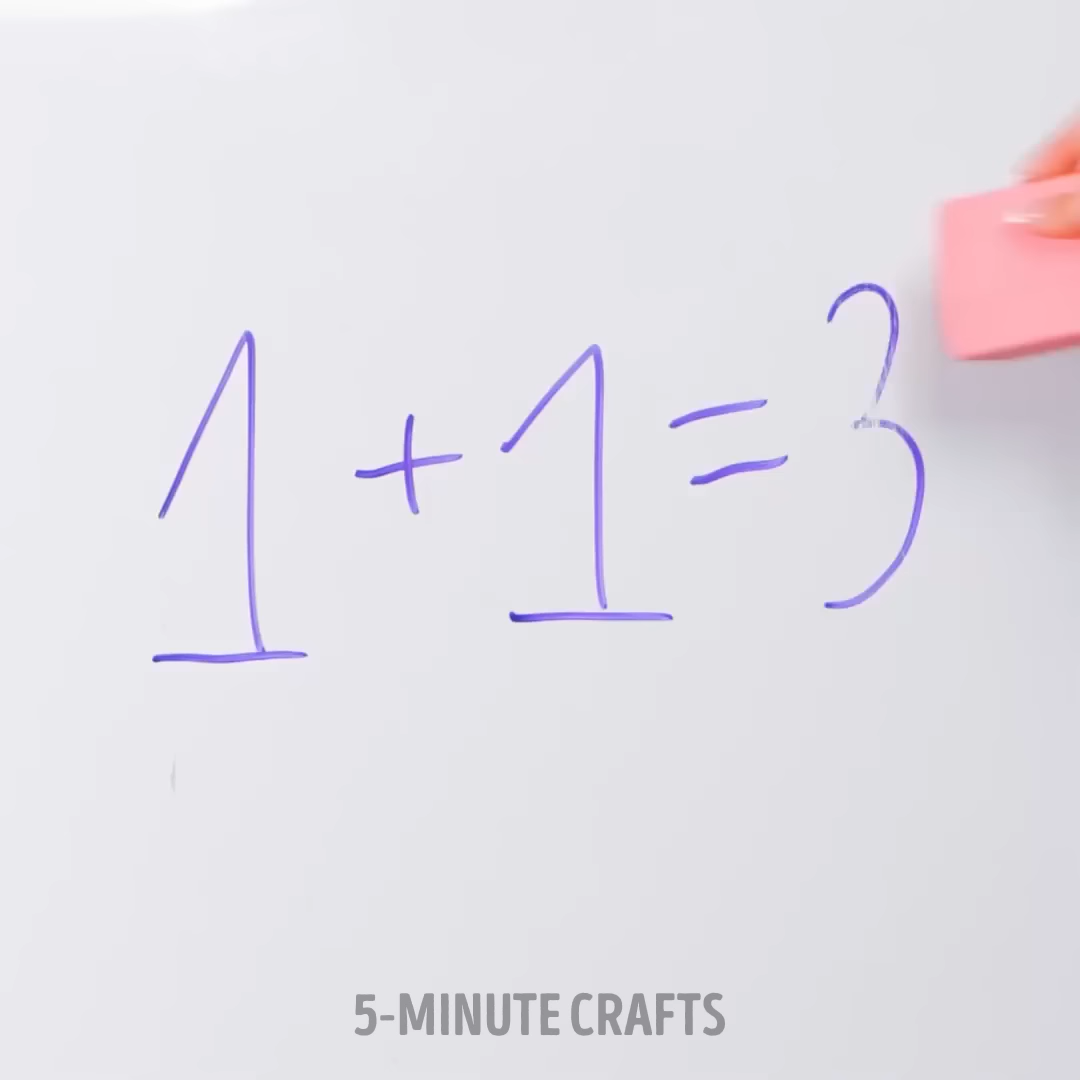 1 + 1 = 3
5-MINUTE CRAFTS